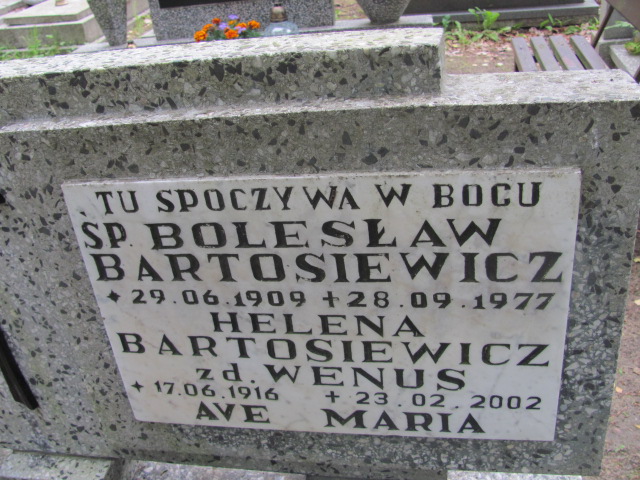 TU SPOCZYWA W BOGU
SP. BOLESŁAW
BARTOSIEWICZ
✦ 29.06.1909 + 28.09.1977
HELENA
BARTOSIEWICZ
zd. WENUS
✦ 17.06.1916 + 23.02.2002
AVE MARIA